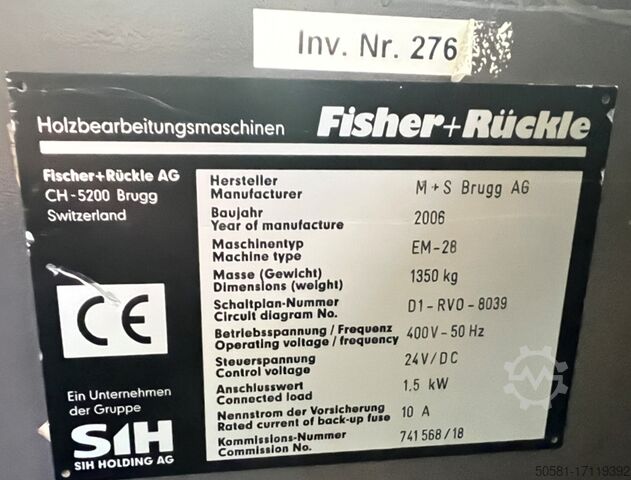 Inv. Nr. 276
Holzbearbeitungsmaschinen Fisher+Rückle
Fischer+Rückle AG
CH-5200 Brugg
Switzerland
CE
Ein Unternehmen
der Gruppe
SIH
SIH HOLDING AG
Hersteller
Manufacturer M+S Brugg AG
Baujahr
Year of manufacture 2006
Maschinentyp
Machine type EM-28
Masse (Gewicht)
Dimensions (weight) 1350 kg
Schaltplan-Nummer
Circuit diagram No. D1-RVO-8039
Betriebsspannung / Frequenz
Operating voltage / frequency 400V-50 Hz
Steuerspannung
Control voltage 24V/DC
Anschlusswert
Connected load 1,5 kW
Nennstrom der Versicherung
Rated current of back-up fuse 10 A
Kommissions-Nummer
Commission No. 741568/18
50581-17119392